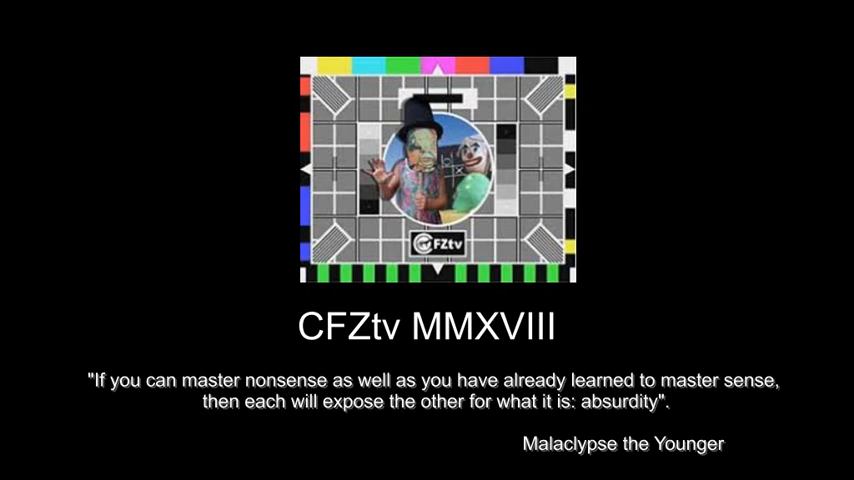 CFZtv
CFZtv MMXVIII
"If you can master nonsense as well as you have already learned to master sense,
then each will expose the other for what it is: absurdity".
Malaclypse the Younger